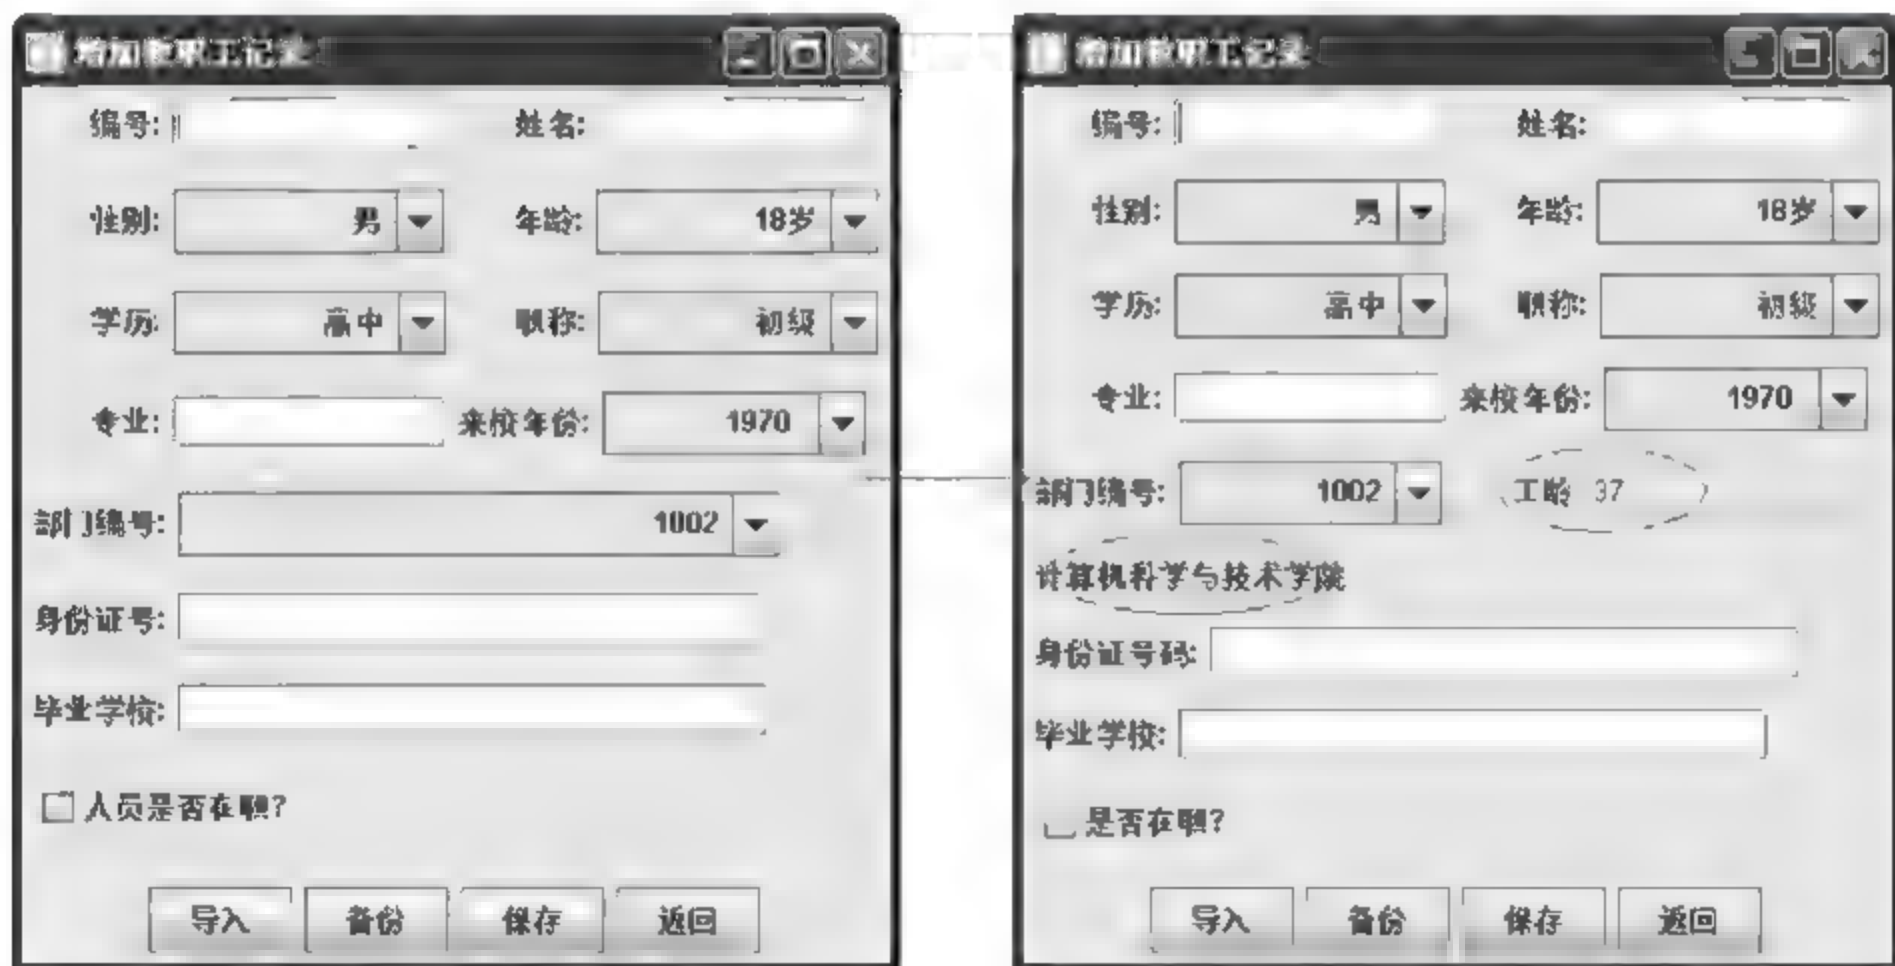 增加教职工记录
编号: 姓名:
性别: 男 年龄: 18岁
学历: 高中 职称: 初级
专业: 来校年份: 1970
部门编号: 1002
身份证号:
毕业学校:
人员是否在职?
导入 备份 保存 返回
增加教职工记录
编号: 姓名:
性别: 男 年龄: 18岁
学历: 高中 职称: 初级
专业: 来校年份: 1970
部门编号: 1002 工龄 37
计算机科学与技术学院
身份证号码:
毕业学校:
是否在职?
导入 备份 保存 返回